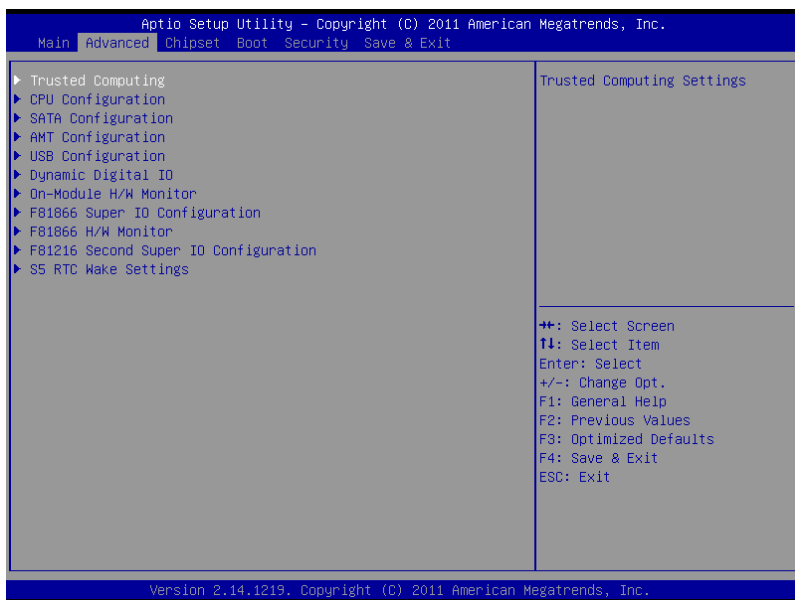 Aptio Setup Utility – Copyright (C) 2011 American Megatrends, Inc.
Main Advanced Chipset Boot Security Save & Exit
Trusted Computing
CPU Configuration
SATA Configuration
AMT Configuration
USB Configuration
Dynamic Digital IO
On-Module H/W Monitor
F81866 Super IO Configuration
F81866 H/W Monitor
F81216 Second Super IO Configuration
S5 RTC Wake Settings
Trusted Computing Settings
→←: Select Screen
↑↓: Select Item
Enter: Select
+/-: Change Opt.
F1: General Help
F2: Previous Values
F3: Optimized Defaults
F4: Save & Exit
ESC: Exit
Version 2.14.1219. Copyright (C) 2011 American Megatrends, Inc.